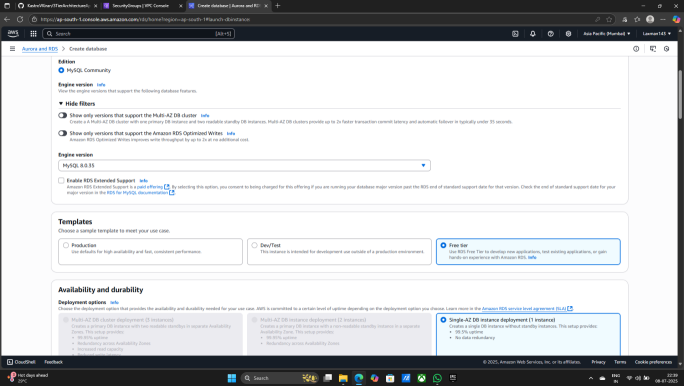 KastroVKiran/3TierArchitecture/a
SecurityGroups | VPC Console
Create database | Aurora and RDS
https://ap-south-1.console.aws.amazon.com/rds/home?region=ap-south-1#launch-dbinstance
aws
Search
[Alt+S]
Asia Pacific (Mumbai)
Laxman143
Aurora and RDS
Create database
Edition
MySQL Community
Engine version Info
View the engine versions that support the following database features.
Hide filters
Show only versions that support the Multi-AZ DB cluster Info
Create a Multi-AZ DB cluster with one primary DB instance and two readable standby DB instances. Multi-AZ DB clusters provide up to 2x faster transaction commit latency and automatic failover in typically under 35 seconds.
Show only versions that support the Amazon RDS Optimized Writes Info
Amazon RDS Optimized Writes improves write throughput by up to 2x at no additional cost.
Engine version
MySQL 8.0.35
Enable RDS Extended Support Info
Amazon RDS Extended Support is a paid offering. By selecting this option, you consent to being charged for this offering if you are running your database major version past the RDS end of standard support date for that version. Check the end of standard support date for your
major version in the RDS for MySQL documentation.
Templates
Choose a sample template to meet your use case.
Production
Use defaults for high availability and fast, consistent performance.
Dev/Test
This instance is intended for development use outside of a production environment.
Free tier
Use RDS Free Tier to develop new applications, test existing applications, or gain
hands-on experience with Amazon RDS. Info
Availability and durability
Deployment options Info
Choose the deployment option that provides the availability and durability needed for your use case. AWS is committed to a certain level of uptime depending on the deployment option you choose. Learn more in the Amazon RDS service level agreement (SLA).
Multi-AZ DB cluster deployment (3 instances)
Creates a primary DB instance with two readable standbys in separate Availability
Zones. This setup provides:
• 99.95% uptime
• Redundancy across Availability Zones
• Increased read capacity
Multi-AZ DB instance deployment (2 instances)
Creates a primary DB instance with a non-readable standby instance in a separate
Availability Zone. This setup provides:
• 99.95% uptime
• Redundancy across Availability Zones
Single-AZ DB instance deployment (1 instance)
Creates a single DB instance without standby instances. This setup provides:
• 99.5% uptime
• No data redundancy
CloudShell
Feedback
© 2025, Amazon Web Services, Inc. or its affiliates.
Privacy
Terms
Cookie preferences
Hot days ahead
29°C
Search
ENG
IN
22:59
06-07-2025